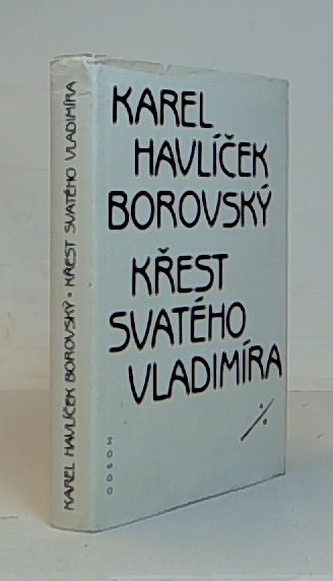 KAREL
HAVLÍČEK
BOROVSKÝ
KŘEST
SVATÉHO
VLADIMÍRA
ODEON
KAREL HAVLÍČEK BOROVSKÝ • KŘEST SVATÉHO VLADIMÍRA